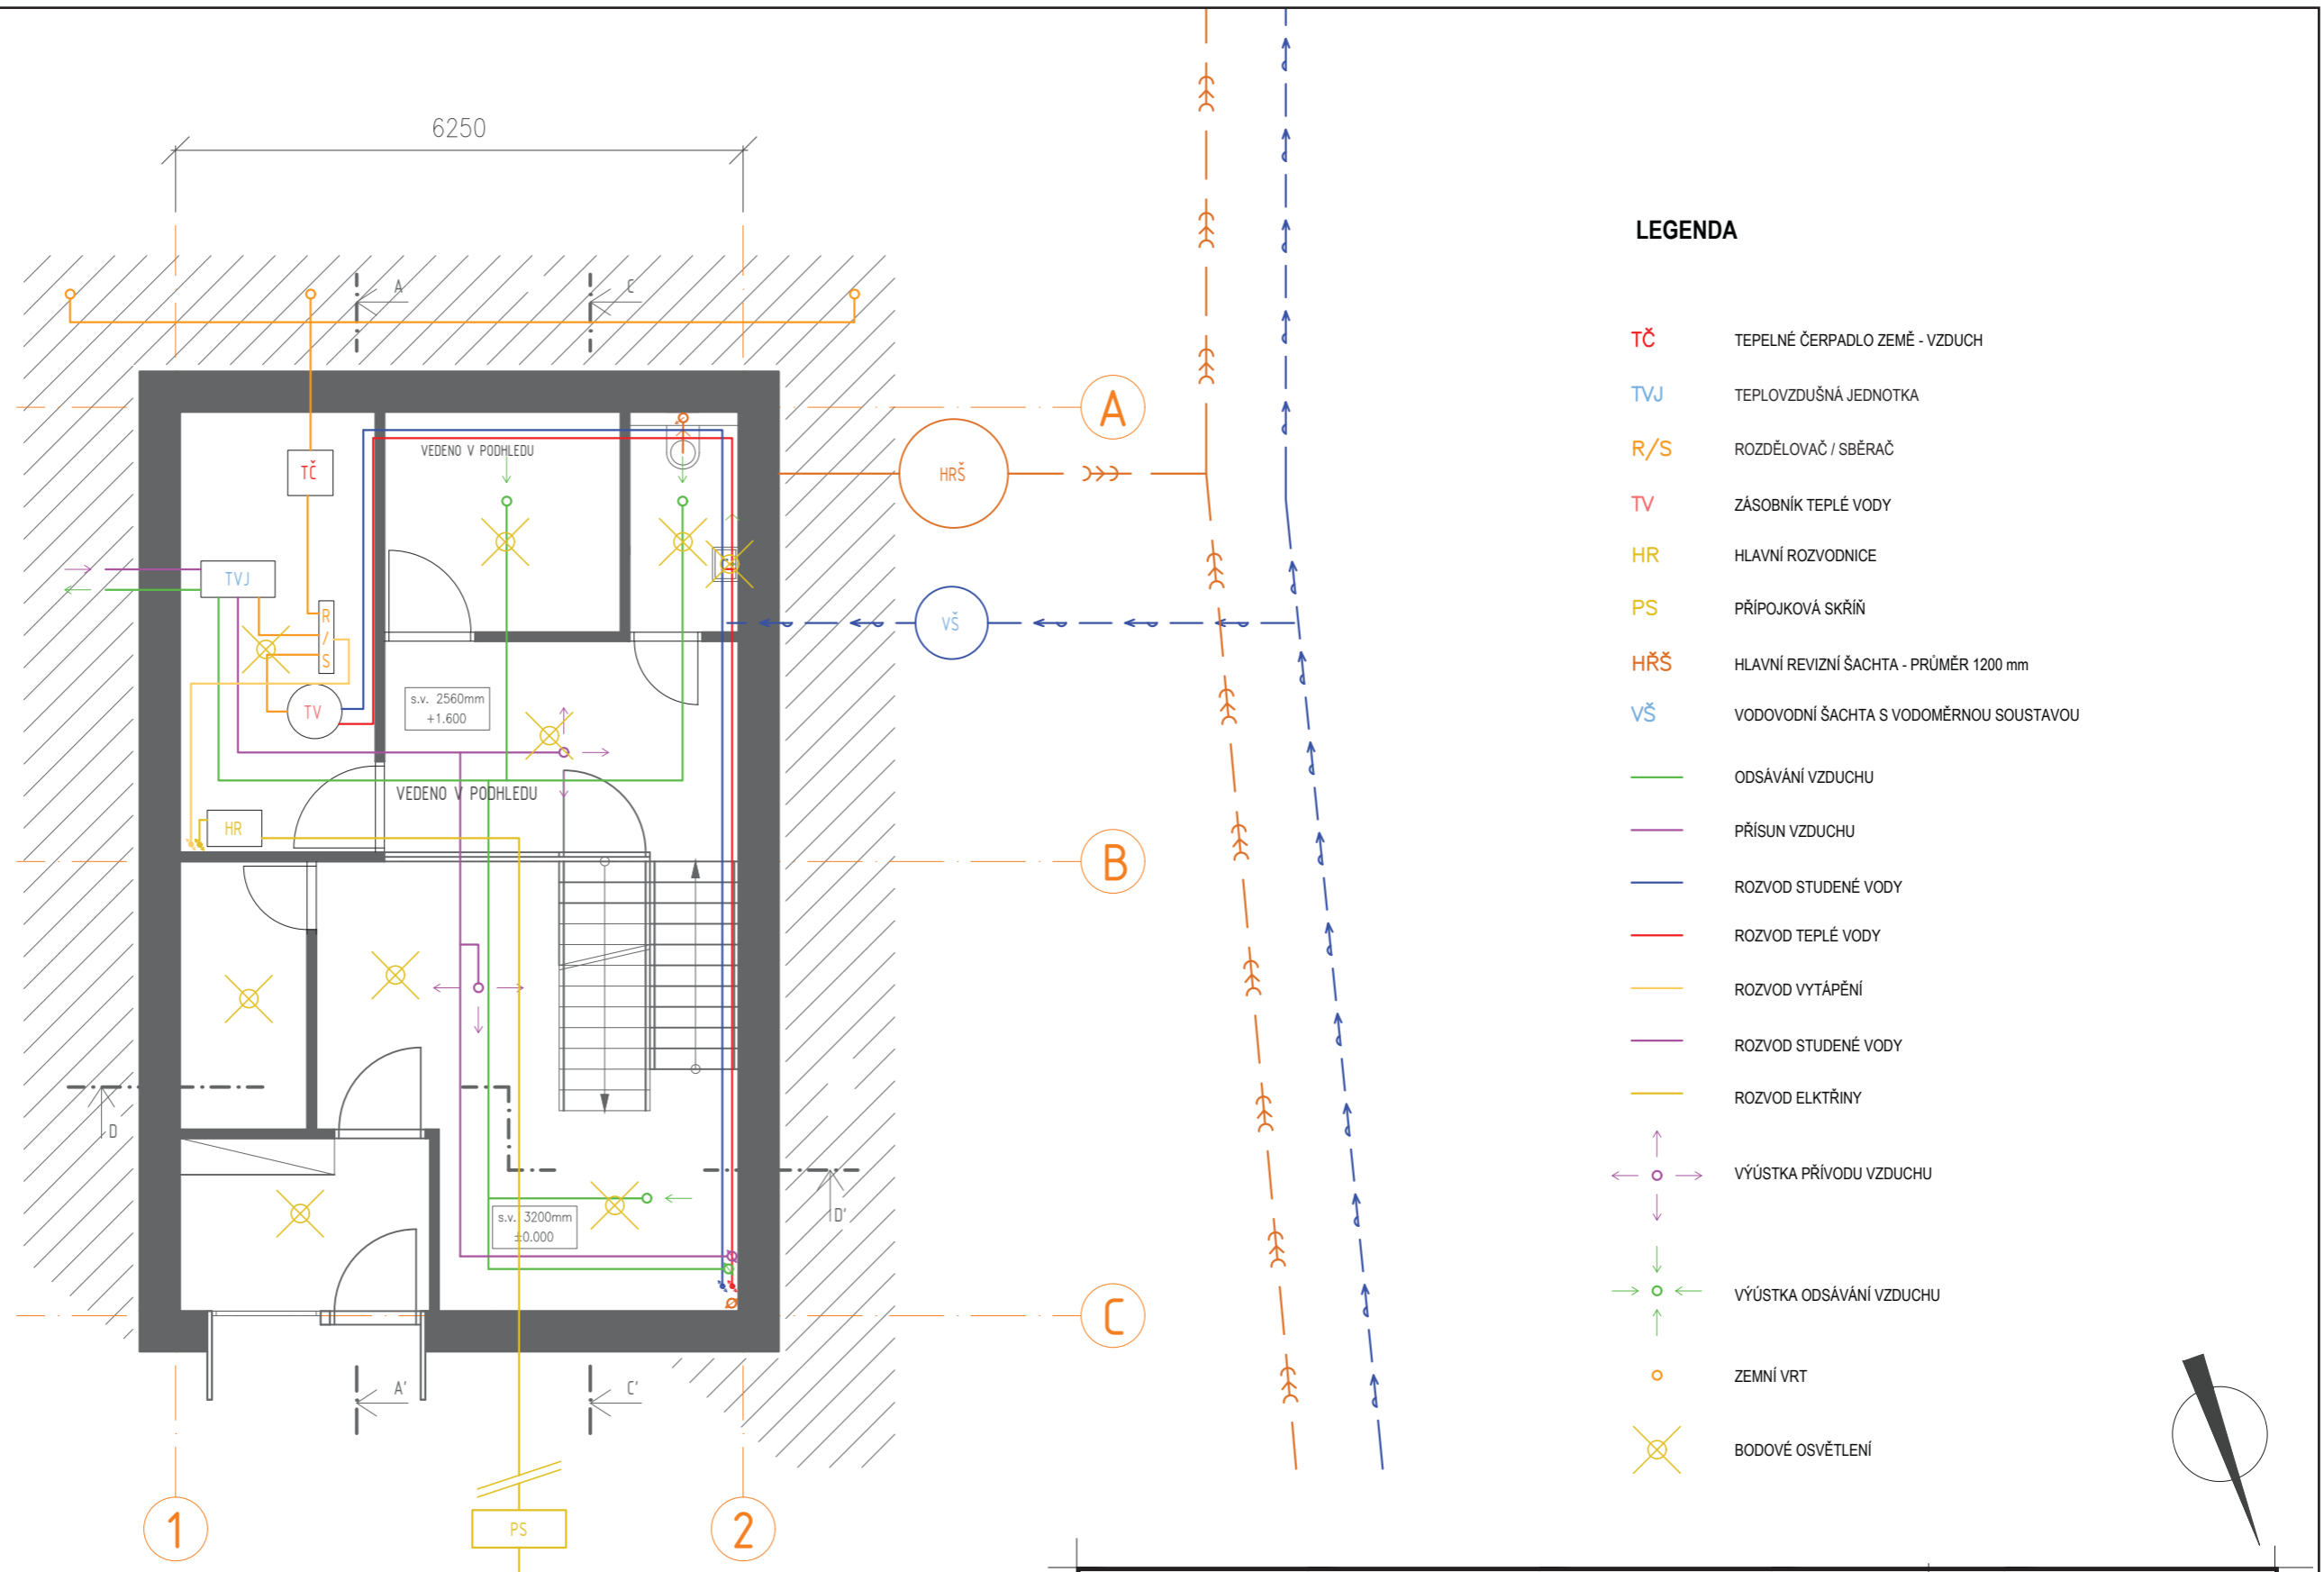 6250
A
C
TČ
VEDENO V PODHLEDU
TVJ
R
/
S
TV
s.v. 2560mm
+1.600
VEDENO V PODHLEDU
HR
D
D'
s.v. 3200mm
±0.000
A'
C'
PS
1
2
A
B
C
HRŠ
VŠ
LEGENDA
TČ TEPELNÉ ČERPADLO ZEMĚ - VZDUCH
TVJ TEPLOVZDUŠNÁ JEDNOTKA
R/S ROZDĚLOVAČ / SBĚRAČ
TV ZÁSOBNÍK TEPLÉ VODY
HR HLAVNÍ ROZVODNICE
PS PŘÍPOJKOVÁ SKŘÍŇ
HŘŠ HLAVNÍ REVIZNÍ ŠACHTA - PRŮMĚR 1200 mm
VŠ VODOVODNÍ ŠACHTA S VODOMĚRNOU SOUSTAVOU
ODSÁVÁNÍ VZDUCHU
PŘÍSUN VZDUCHU
ROZVOD STUDENÉ VODY
ROZVOD TEPLÉ VODY
ROZVOD VYTÁPĚNÍ
ROZVOD STUDENÉ VODY
ROZVOD ELKTŘINY
VÝÚSTKA PŘÍVODU VZDUCHU
VÝÚSTKA ODSÁVÁNÍ VZDUCHU
ZEMNÍ VRT
BODOVÉ OSVĚTLENÍ